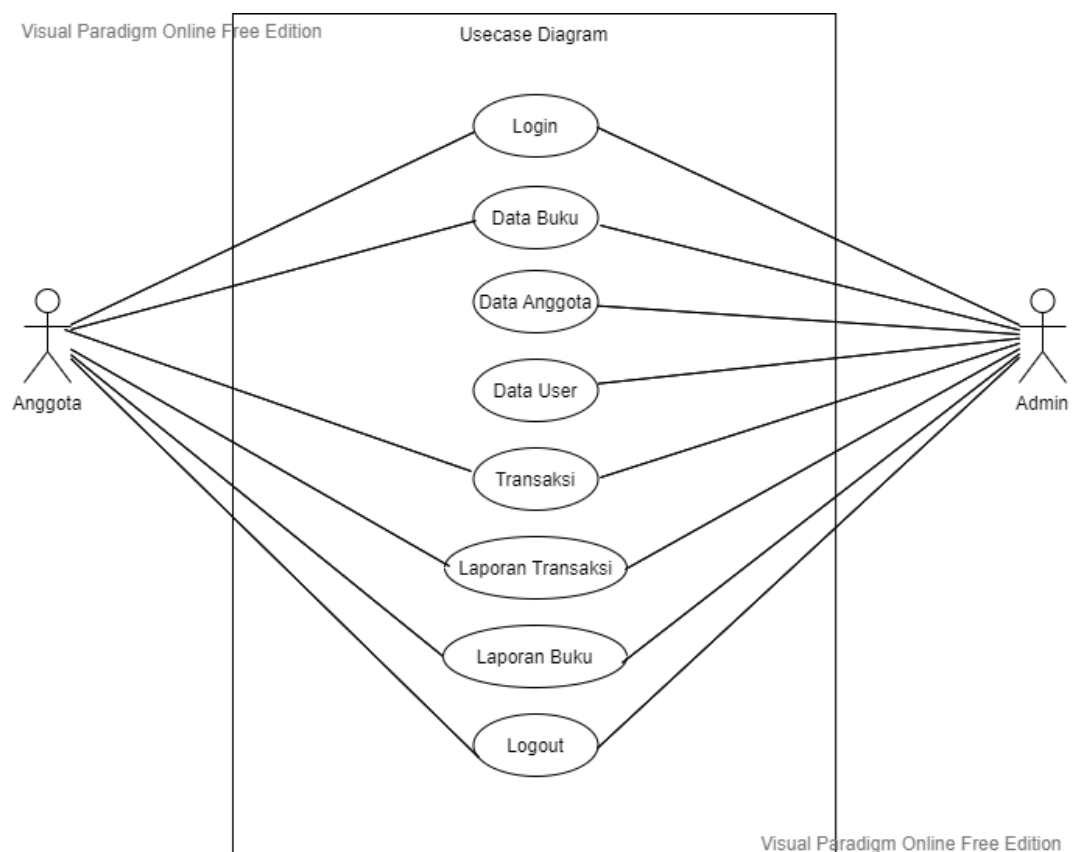 Visual Paradigm Online Free Edition
Usecase Diagram
Login
Data Buku
Data Anggota
Data User
Anggota
Admin
Transaksi
Laporan Transaksi
Laporan Buku
Logout
Visual Paradigm Online Free Edition